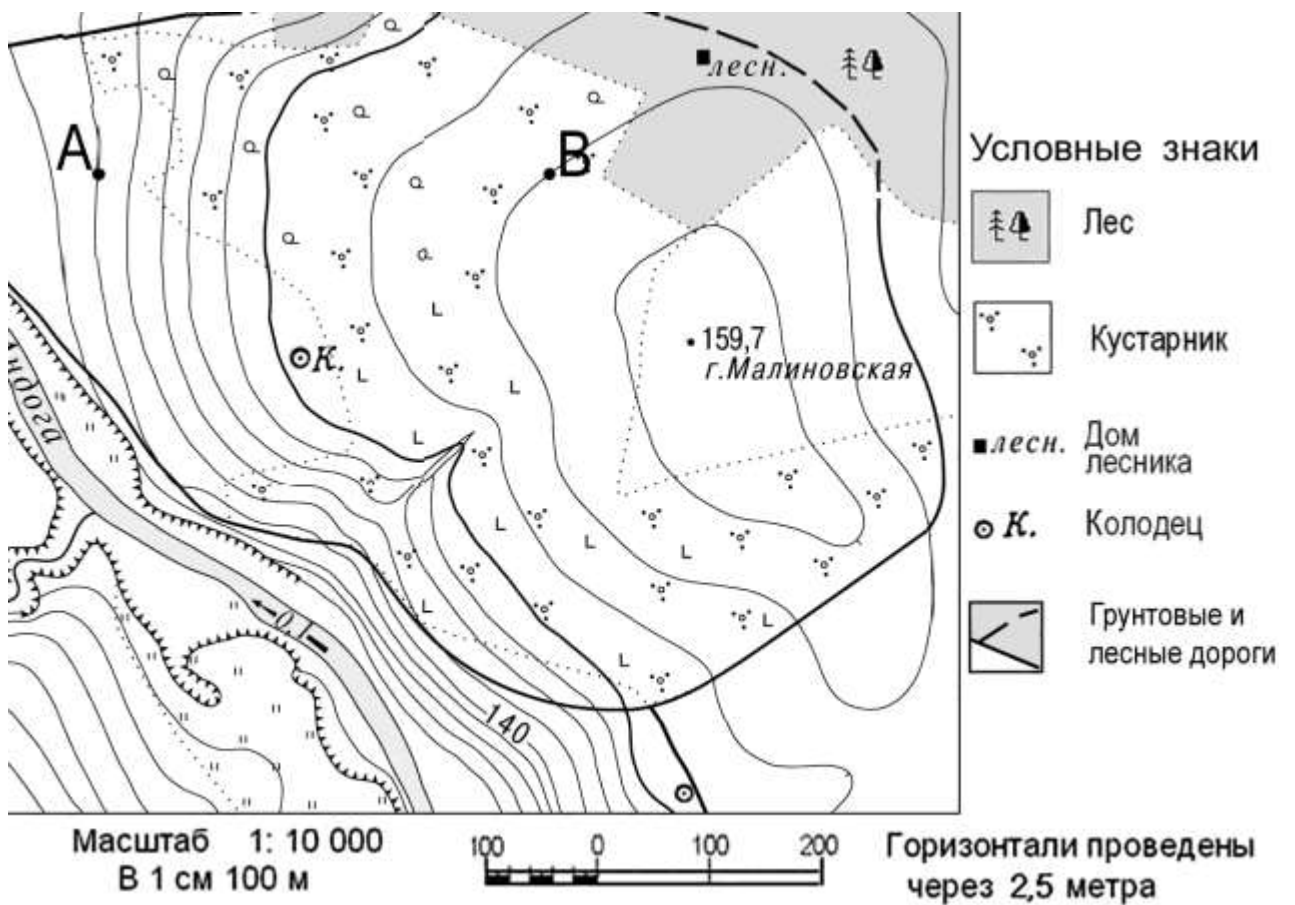 лесн.
А
В
159,7
г.Малиновская
К.
Ягодна
0,1
140
Условные знаки
Лес
Кустарник
лесн. Дом
лесника
К. Колодец
Грунтовые и
лесные дороги
Масштаб 1: 10 000
В 1 см 100 м
100 0 100 200
Горизонтали проведены
через 2,5 метра